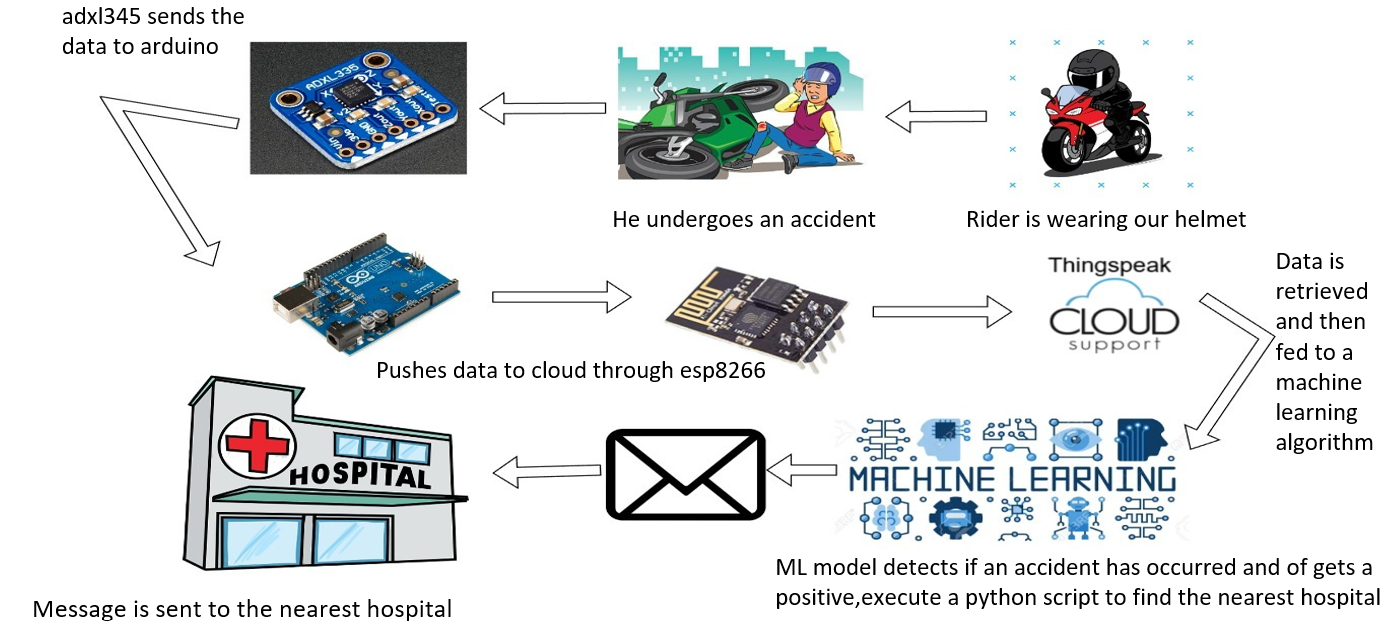 adxl345 sends the
data to arduino
ADXL335
He undergoes an accident
Rider is wearing our helmet
Thingspeak
CLOUD
support
Data is
retrieved
and then
fed to a
machine
learning
algorithm
Pushes data to cloud through esp8266
HOSPITAL
MACHINE LEARNING
ML model detects if an accident has occurred and of gets a
positive,execute a python script to find the nearest hospital
Message is sent to the nearest hospital